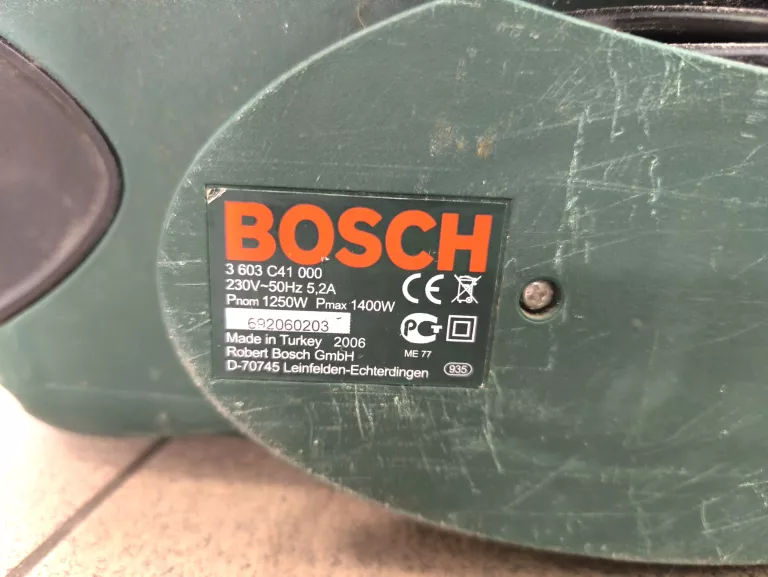 BOSCH
3 603 C41 000
230V~50Hz 5,2A
Pnom 1250W Pmax 1400W
CE
692060203
PCT
Made in Turkey 2006
ME 77
Robert Bosch GmbH
D-70745 Leinfelden-Echterdingen
935